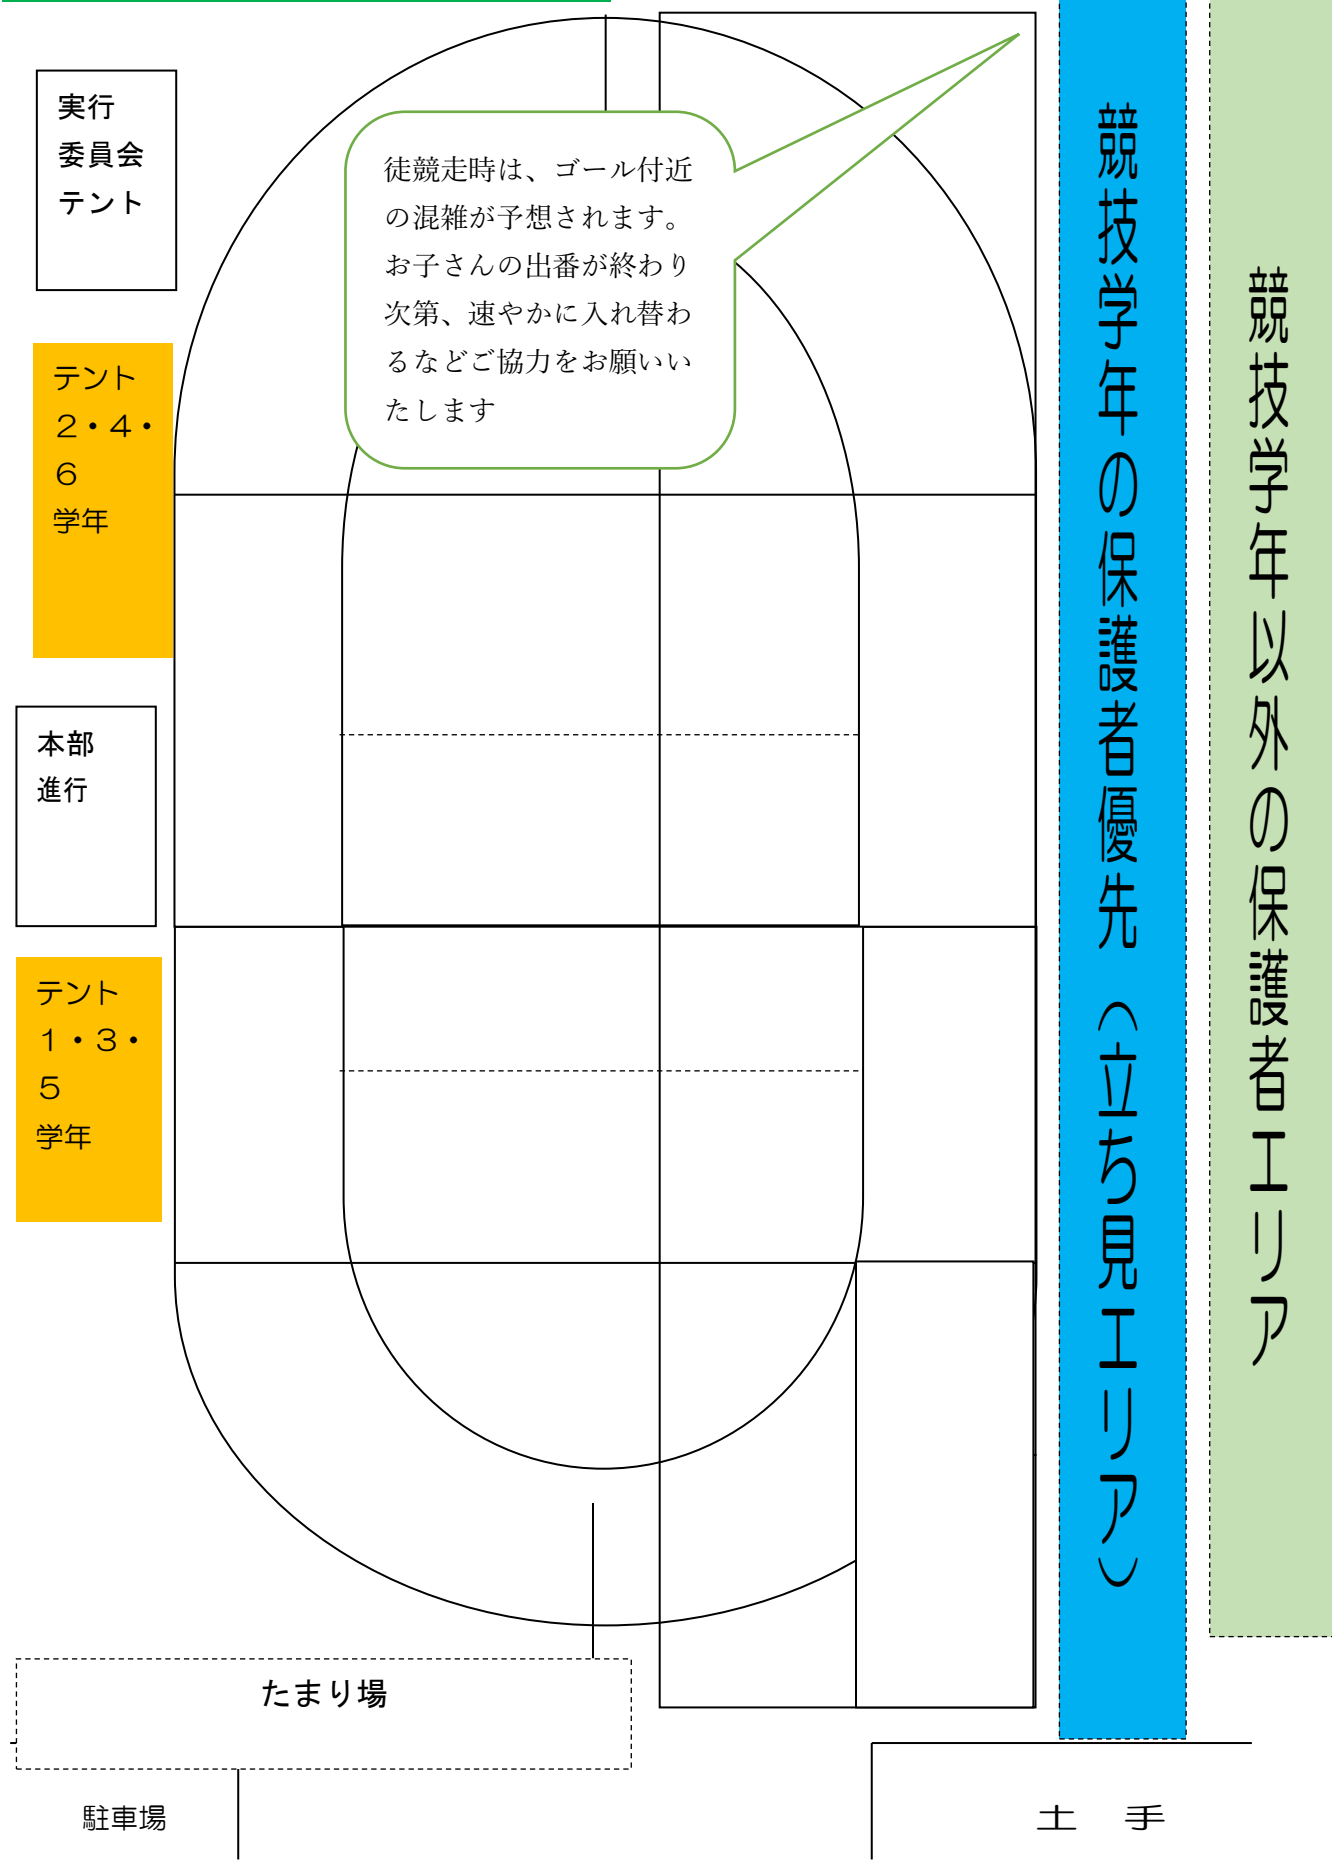 実行
委員会
テント
徒競走時は、ゴール付近
の混雑が予想されます。
お子さんの出番が終わり
次第、速やかに入れ替わ
るなどご協力をお願いい
たします
テント
２・４・
６
学年
本部
進行
テント
１・３・
５
学年
競技学年の保護者優先（立ち見エリア）
競技学年以外の保護者エリア
たまり場
駐車場
土　手